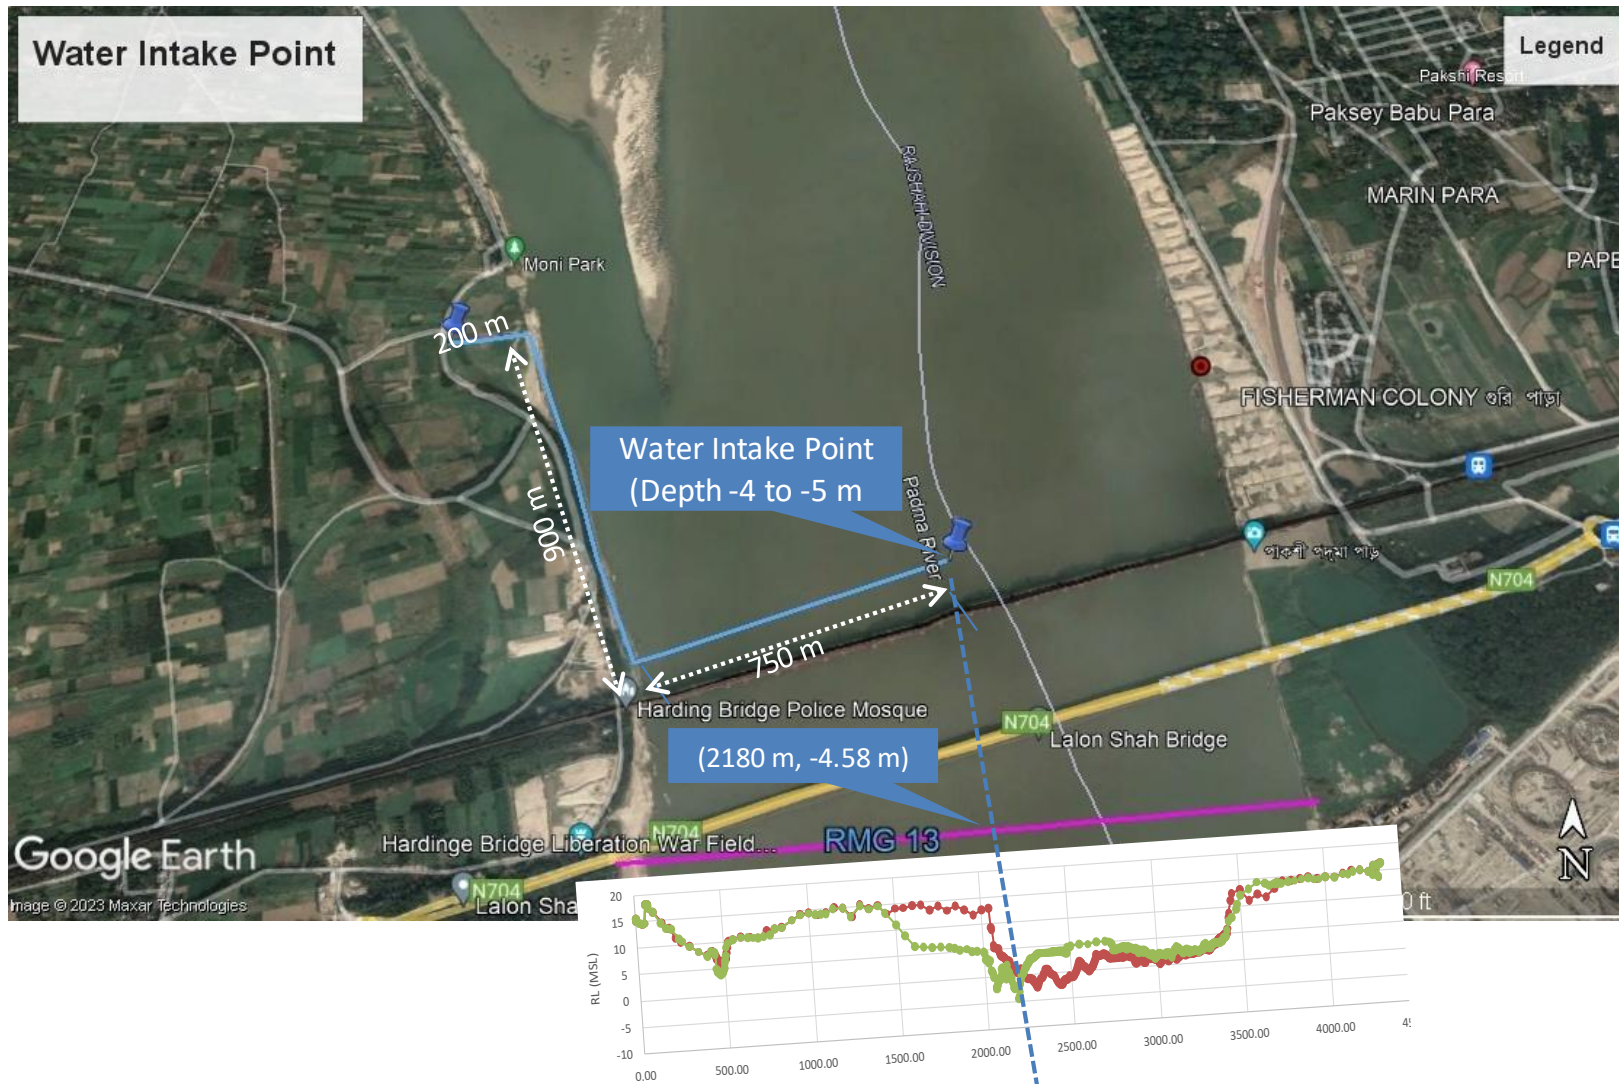 Water Intake Point
Legend
Pakshi Resort
Paksey Babu Para
MARIN PARA
RAJSHAHI DIVISION
Moni Park
200 m
FISHERMAN COLONY গুরি পাড়া
Water Intake Point
(Depth -4 to -5 m
900 m
Padma River
পাকশী পদ্মা পাড়
N704
750 m
Harding Bridge Police Mosque
N704
Lalon Shah Bridge
(2180 m, -4.58 m)
N704
Hardinge Bridge Liberation War Field...
RMG 13
Google Earth
N
N704
Image © 2023 Maxar Technologies
Lalon Sha
0 ft
20
15
10
5
0
-5
-10
RL (MSL)
0.00
500.00
1000.00
1500.00
2000.00
2500.00
3000.00
3500.00
4000.00